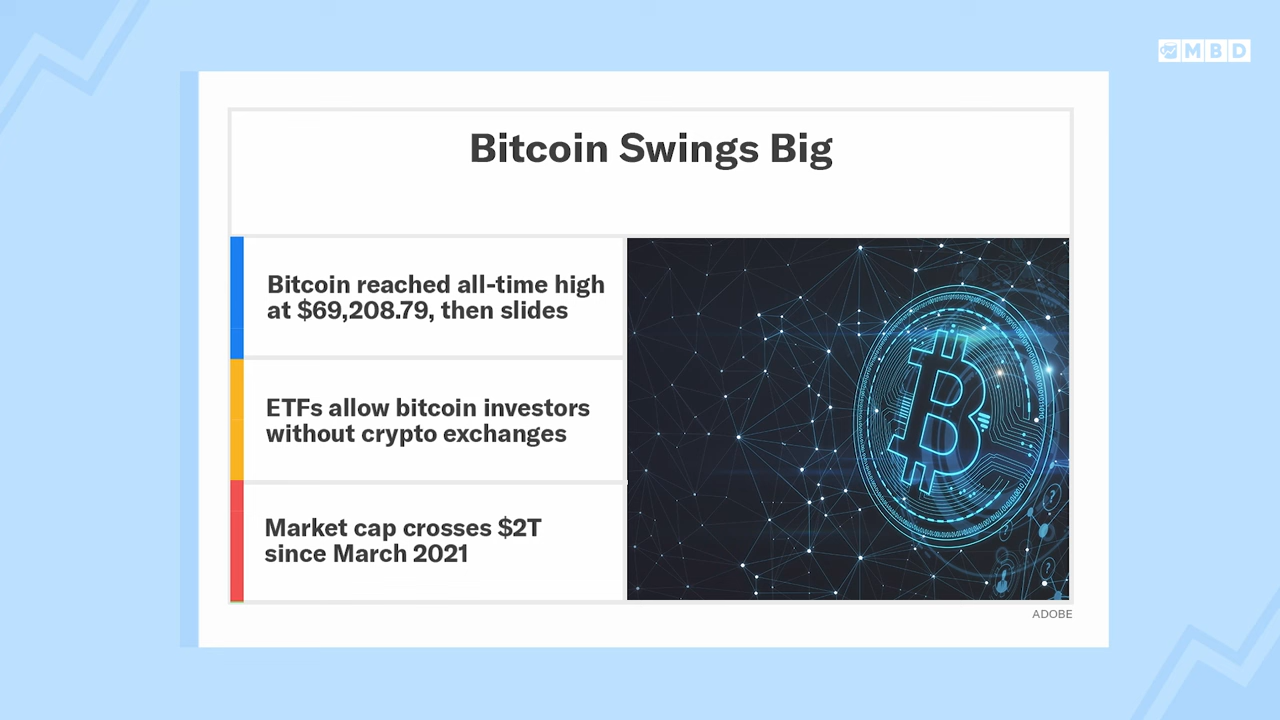 MBD
Bitcoin Swings Big
Bitcoin reached all-time high
at $69,208.79, then slides
ETFs allow bitcoin investors
without crypto exchanges
Market cap crosses $2T
since March 2021
ADOBE